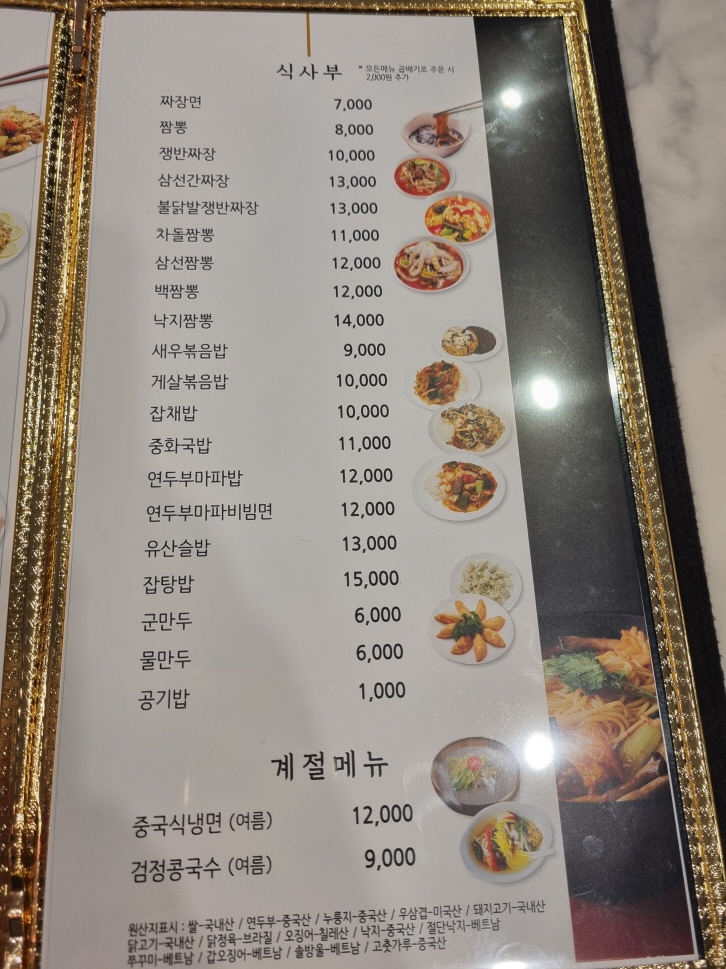 식사부 * 모든메뉴 곱배기로 주문 시
2,000원 추가
짜장면 7,000
짬뽕 8,000
쟁반짜장 10,000
삼선간짜장 13,000
불닭발쟁반짜장 13,000
차돌짬뽕 11,000
삼선짬뽕 12,000
백짬뽕 12,000
낙지짬뽕 14,000
새우볶음밥 9,000
게살볶음밥 10,000
잡채밥 10,000
중화국밥 11,000
연두부마파밥 12,000
연두부마파비빔면 12,000
유산슬밥 13,000
잡탕밥 15,000
군만두 6,000
물만두 6,000
공기밥 1,000
계절메뉴
중국식냉면 (여름) 12,000
검정콩국수 (여름) 9,000
원산지표시 : 쌀-국내산 / 연두부-중국산 / 누룽지-중국산 / 우삼겹-미국산 / 돼지고기-국내산
닭고기-국내산 / 닭정육-브라질 / 오징어-칠레산 / 낙지-중국산 / 절단낙지-베트남
쭈꾸미-베트남 / 갑오징어-베트남 / 솔방울-베트남 / 고춧가루-중국산